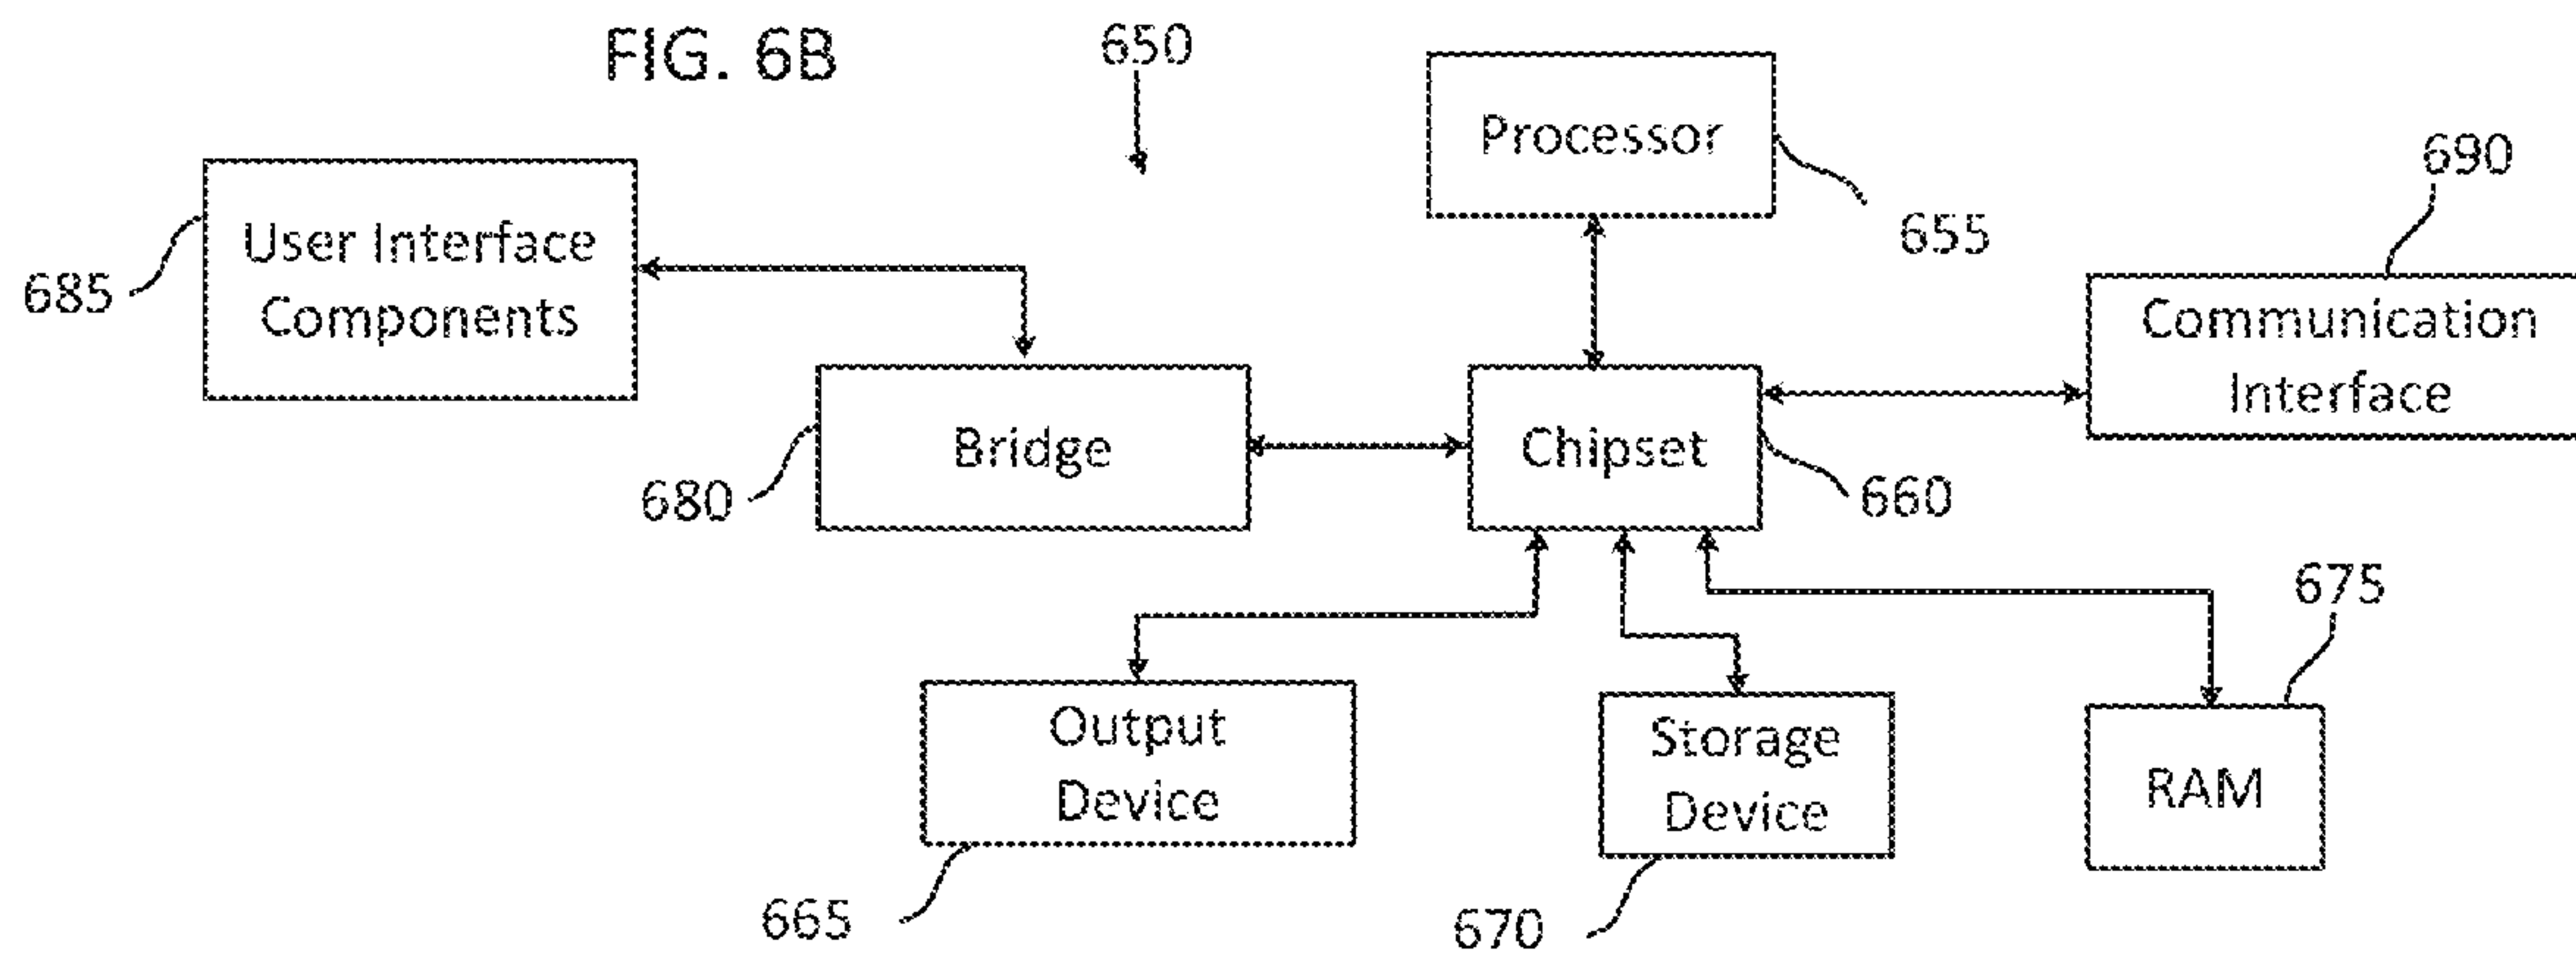 FIG. 6B
650
Processor
690
655
User Interface
Components
685
Communication
Interface
Bridge
Chipset
680
660
675
Output
Device
Storage
Device
RAM
665
670